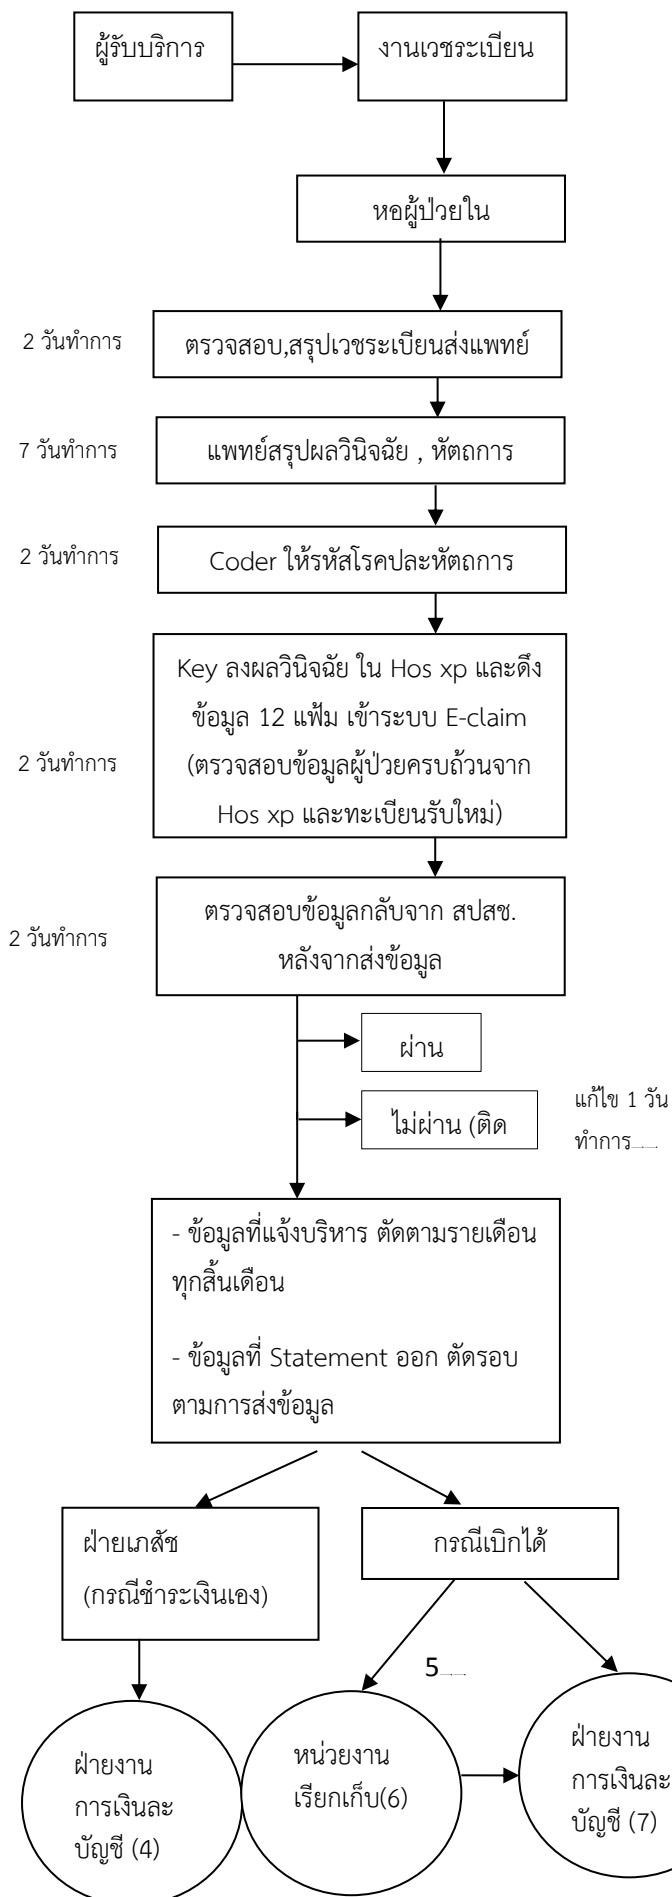 ผู้รับบริการ
งานเวชระเบียน
หอผู้ป่วยใน
2 วันทำการ
ตรวจสอบ,สรุปเวชระเบียนส่งแพทย์
7 วันทำการ
แพทย์สรุปผลวินิจฉัย , หัตถการ
2 วันทำการ
Coder ให้รหัสโรคปละหัตถการ
Key ลงผลวินิจฉัย ใน Hos xp และดึง
ข้อมูล 12 แฟ้ม เข้าระบบ E-claim
(ตรวจสอบข้อมูลผู้ป่วยครบถ้วนจาก
Hos xp และทะเบียนรับใหม่)
2 วันทำการ
ตรวจสอบข้อมูลกลับจาก สปสช.
หลังจากส่งข้อมูล
2 วันทำการ
ผ่าน
ไม่ผ่าน (ติด
แก้ไข 1 วัน
ทำการ
- ข้อมูลที่แจ้งบริหาร ตัดตามรายเดือน
ทุกสิ้นเดือน
- ข้อมูลที่ Statement ออก ตัดรอบ
ตามการส่งข้อมูล
ฝ่ายเภสัช
(กรณีชำระเงินเอง)
กรณีเบิกได้
5
ฝ่ายงาน
การเงินละ
บัญชี (4)
หน่วยงาน
เรียกเก็บ(6)
ฝ่ายงาน
การเงินละ
บัญชี (7)